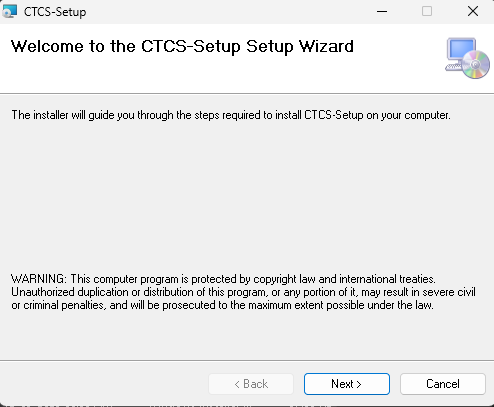 CTCS-Setup
Welcome to the CTCS-Setup Setup Wizard
The installer will guide you through the steps required to install CTCS-Setup on your computer.
WARNING: This computer program is protected by copyright law and international treaties.
Unauthorized duplication or distribution of this program, or any portion of it, may result in severe civil
or criminal penalties, and will be prosecuted to the maximum extent possible under the law.
< Back
Next >
Cancel